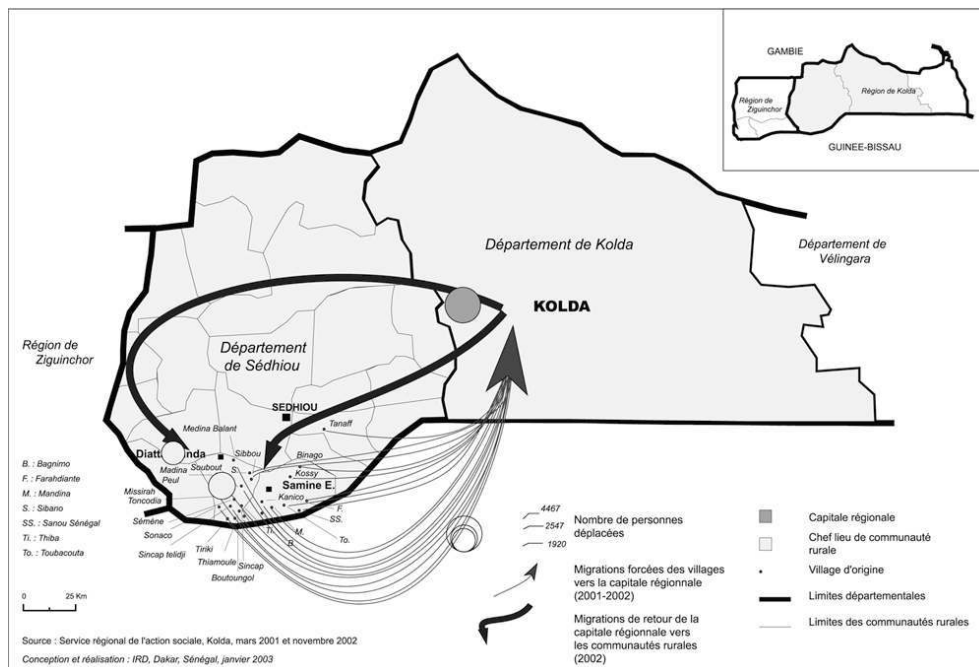 GAMBIE
Région de
Ziguinchor
Région de Kolda
GUINEE-BISSAU
Département de Kolda
Département de
Vélingara
KOLDA
Région de
Ziguinchor
Département
de Sédhiou
SEDHIOU
Medina Balant
Tanaff
Sibbou
Binago
Madina
Peul
Soubout
S.
Kossy
Samine E.
Missirah
Toncodia
Kanico
F.
SS.
Sémène
Sonaco
Ti.
M.
To.
B.
Sincap telidji
Tiriki
Thiamoule
Sincap
Boutoungol
B. : Bagnimo
F. : Farahdiante
M. : Mandina
S. : Sibano
SS. : Sanou Sénégal
Ti. : Thiba
To. : Toubacouta
0
25 Km
4467
2547
1920
Nombre de personnes
déplacées
Migrations forcées des villages
vers la capitale régionnale
(2001-2002)
Migrations de retour de la
capitale régionnale vers
les communautés rurales
(2002)
Capitale régionale
Chef lieu de communauté
rurale
Village d'origine
Limites départementales
Limites des communautés rurales
Source : Service régional de l'action sociale, Kolda, mars 2001 et novembre 2002
Conception et réalisation : IRD, Dakar, Sénégal, janvier 2003